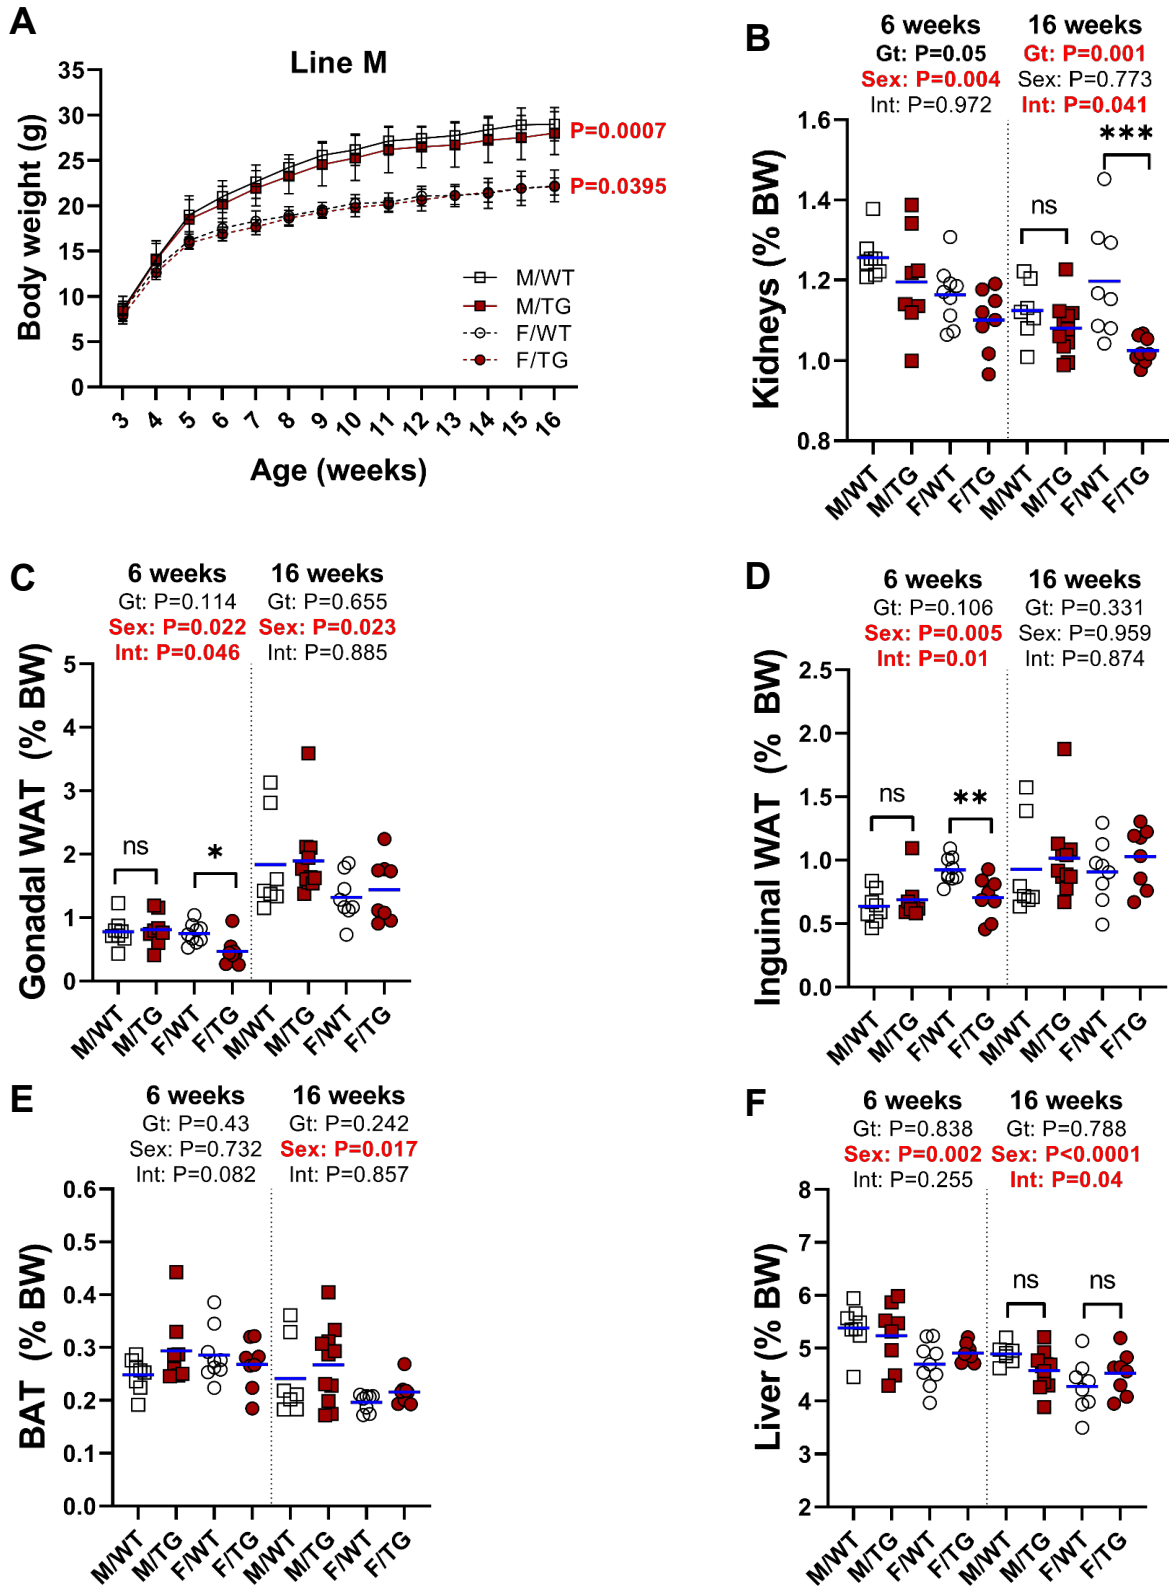 A
Line M
Body weight (g)
35
30
25
20
15
10
5
0
P=0.0007
P=0.0395
M/WT
M/TG
F/WT
F/TG
3 4 5 6 7 8 9 10 11 12 13 14 15 16
Age (weeks)
B
6 weeks 16 weeks
Gt: P=0.05 Gt: P=0.001
Sex: P=0.004 Sex: P=0.773
Int: P=0.972 Int: P=0.041
Kidneys (% BW)
1.6
1.4
1.2
1.0
0.8
ns ***
M/WT M/TG F/WT F/TG M/WT M/TG F/WT F/TG
C
6 weeks 16 weeks
Gt: P=0.114 Gt: P=0.655
Sex: P=0.022 Sex: P=0.023
Int: P=0.046 Int: P=0.885
Gonadal WAT (% BW)
5
4
3
2
1
0
ns *
M/WT M/TG F/WT F/TG M/WT M/TG F/WT F/TG
D
6 weeks 16 weeks
Gt: P=0.106 Gt: P=0.331
Sex: P=0.005 Sex: P=0.959
Int: P=0.01 Int: P=0.874
Inguinal WAT (% BW)
2.5
2.0
1.5
1.0
0.5
0.0
ns **
M/WT M/TG F/WT F/TG M/WT M/TG F/WT F/TG
E
6 weeks 16 weeks
Gt: P=0.43 Gt: P=0.242
Sex: P=0.732 Sex: P=0.017
Int: P=0.082 Int: P=0.857
BAT (% BW)
0.6
0.5
0.4
0.3
0.2
0.1
0.0
M/WT M/TG F/WT F/TG M/WT M/TG F/WT F/TG
F
6 weeks 16 weeks
Gt: P=0.838 Gt: P=0.788
Sex: P=0.002 Sex: P<0.0001
Int: P=0.255 Int: P=0.04
Liver (% BW)
8
7
6
5
4
3
2
ns ns
M/WT M/TG F/WT F/TG M/WT M/TG F/WT F/TG